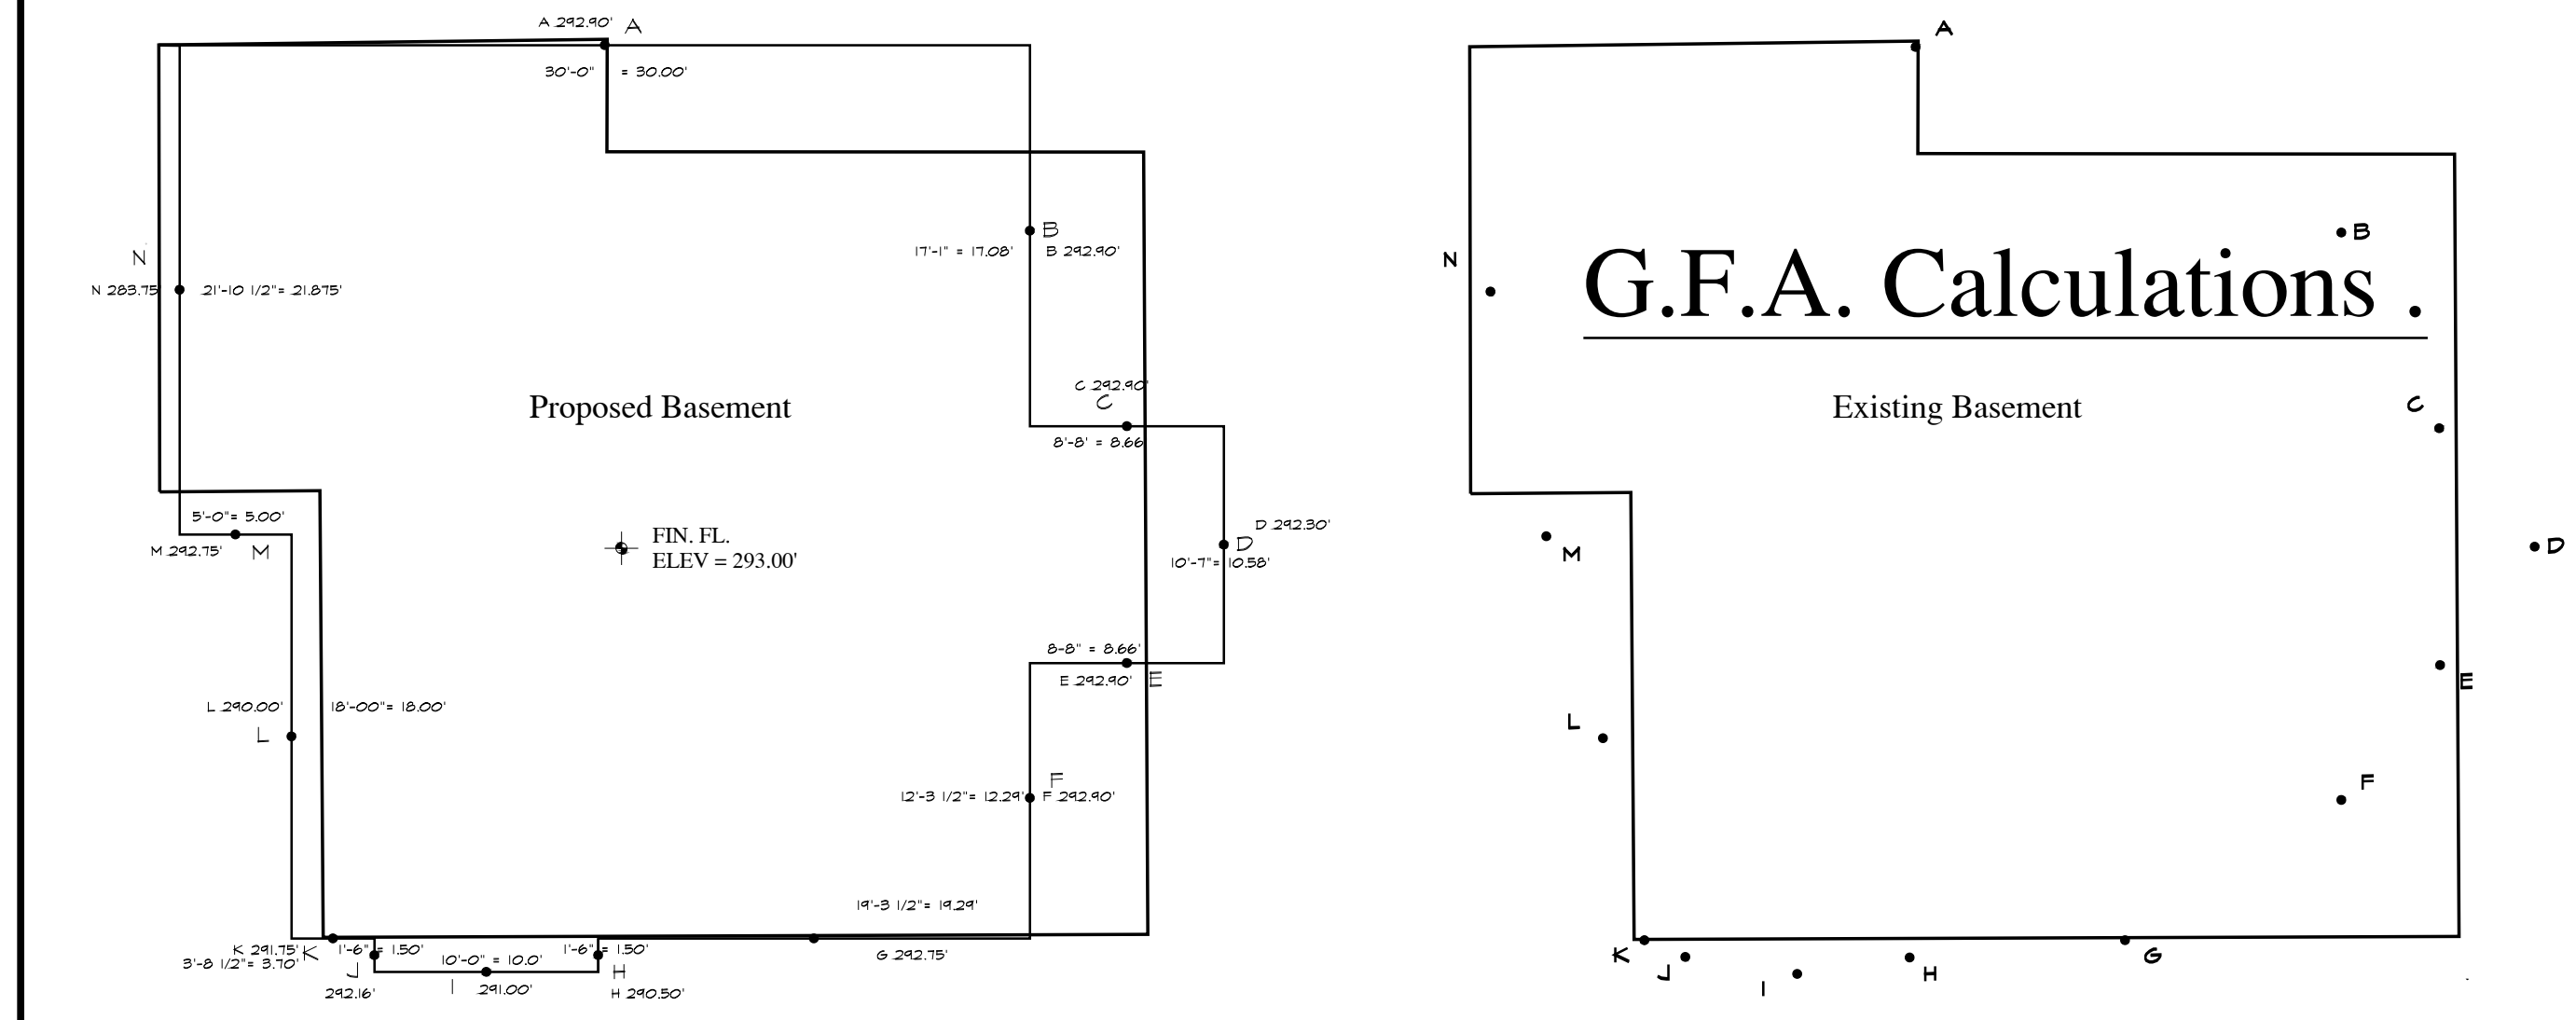 A 292.90' A
30'-0" = 30.00'
B
17'-1" = 17.08' B 292.90'
N
N 283.75' 21'-10 1/2"= 21.875'
C 292.90'
C
Proposed Basement
8'-8' = 8.66
5'-0"= 5.00'
D 292.30'
FIN. FL.
ELEV = 293.00'
D
M 292.75' M
10'-7"= 10.58'
8-8" = 8.66'
E 292.90' E
L 290.00' 18'-00"= 18.00'
L
F
12'-3 1/2"= 12.29' F 292.90'
19'-3 1/2"= 19.29'
K 291.75' K 1'-6" = 1.50' 1'-6" = 1.50'
3'-8 1/2"= 3.70'
G 292.75'
10'-0" = 10.0'
J
H
I 291.00'
292.16' H 290.50'
A
B
N
G.F.A. Calculations .
Existing Basement
C
M
D
E
L
F
K
G
J
H
I